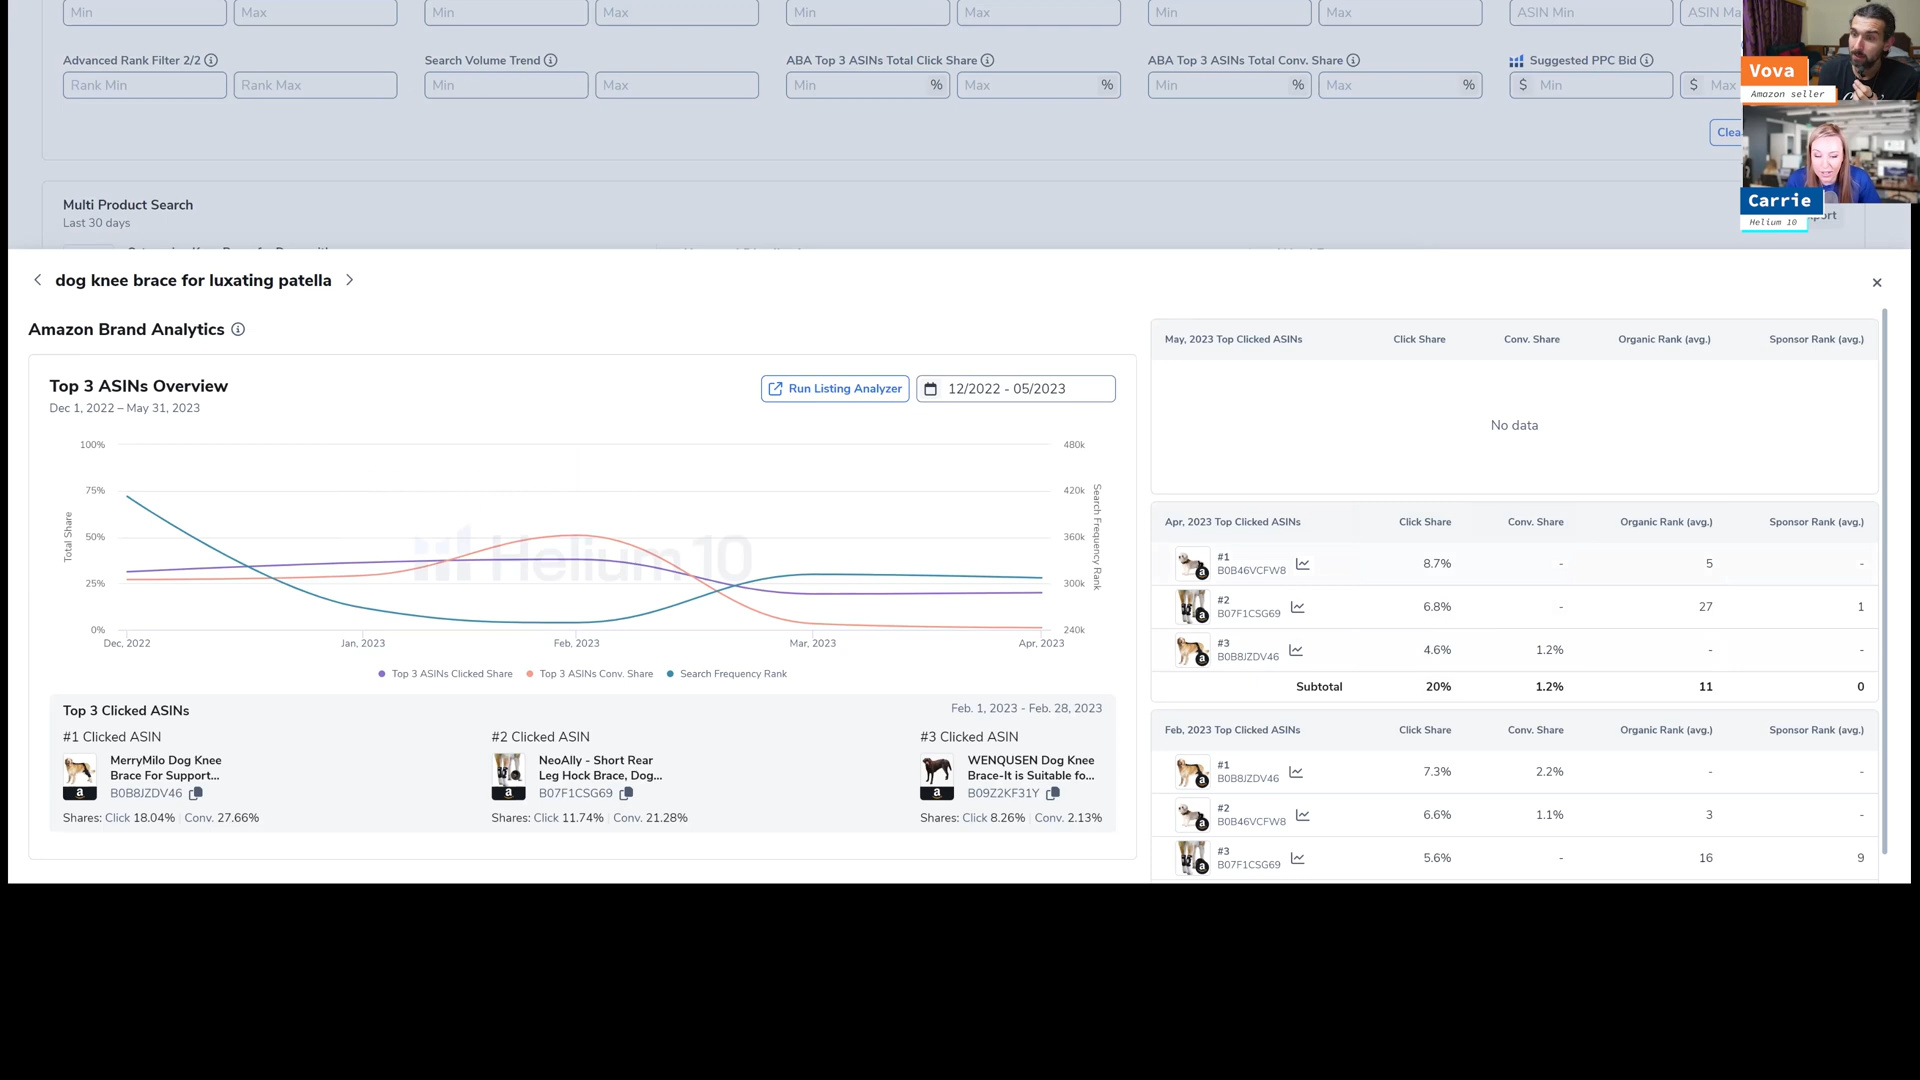 Min
Max
Min
Max
Min
Max
Min
Max
ASIN Min
ASIN Ma
Advanced Rank Filter 2/2
Search Volume Trend
ABA Top 3 ASINs Total Click Share
ABA Top 3 ASINs Total Conv. Share
Suggested PPC Bid
Rank Min
Rank Max
Min
Max
Min %
Max %
Min %
Max %
$ Min
$ Max
Clea
Vova
Amazon seller
Carrie
Helium 10
port
Multi Product Search
Last 30 days
dog knee brace for luxating patella
Amazon Brand Analytics
Top 3 ASINs Overview
Dec 1, 2022 – May 31, 2023
Run Listing Analyzer
12/2022 - 05/2023
100%
75%
50%
25%
0%
Total Share
480k
420k
360k
300k
240k
Search Frequency Rank
Helium 10
Dec, 2022
Jan, 2023
Feb, 2023
Mar, 2023
Apr, 2023
Top 3 ASINs Clicked Share
Top 3 ASINs Conv. Share
Search Frequency Rank
Top 3 Clicked ASINs
Feb. 1, 2023 - Feb. 28, 2023
#1 Clicked ASIN
MerryMilo Dog Knee
Brace For Support...
B0B8JZDV46
Shares: Click 18.04% | Conv. 27.66%
#2 Clicked ASIN
NeoAlly - Short Rear
Leg Hock Brace, Dog...
B07F1CSG69
Shares: Click 11.74% | Conv. 21.28%
#3 Clicked ASIN
WENQUSEN Dog Knee
Brace-It is Suitable fo...
B09Z2KF31Y
Shares: Click 8.26% | Conv. 2.13%
May, 2023 Top Clicked ASINs Click Share Conv. Share Organic Rank (avg.) Sponsor Rank (avg.)
No data
Apr, 2023 Top Clicked ASINs Click Share Conv. Share Organic Rank (avg.) Sponsor Rank (avg.)
#1
B0B46VCFW8 8.7% - 5 -
#2
B07F1CSG69 6.8% - 27 1
#3
B0B8JZDV46 4.6% 1.2% - -
Subtotal 20% 1.2% 11 0
Feb, 2023 Top Clicked ASINs Click Share Conv. Share Organic Rank (avg.) Sponsor Rank (avg.)
#1
B0B8JZDV46 7.3% 2.2% - -
#2
B0B46VCFW8 6.6% 1.1% 3 -
#3
B07F1CSG69 5.6% - 16 9